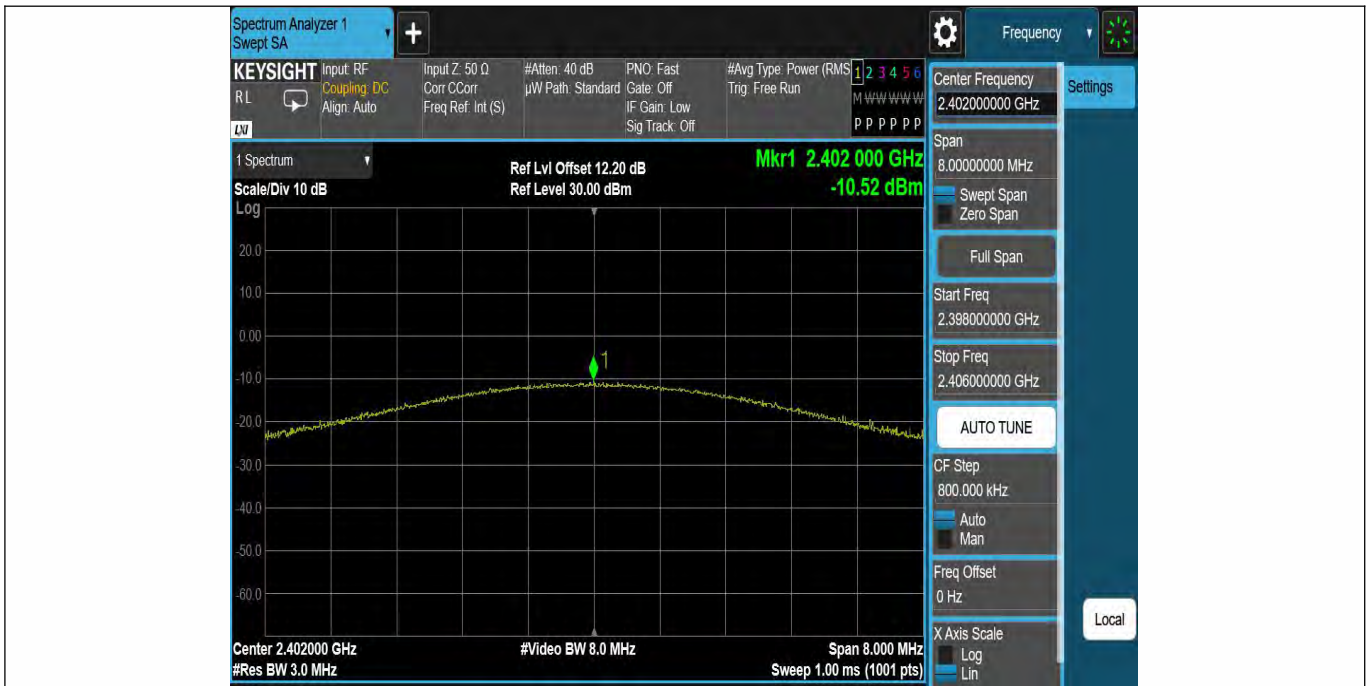 Spectrum Analyzer 1
Swept SA
+
Frequency
KEYSIGHT
RL
LXI
Input: RF
Coupling: DC
Align: Auto
Input Z: 50 Ω
Corr CCorr
Freq Ref: Int (S)
#Atten: 40 dB
µW Path: Standard
PNO: Fast
Gate: Off
IF Gain: Low
Sig Track: Off
#Avg Type: Power (RMS
Trig: Free Run
1 2 3 4 5 6
M W W W W W
P P P P P P
1 Spectrum
Scale/Div 10 dB
Log
Ref Lvl Offset 12.20 dB
Ref Level 30.00 dBm
Mkr1 2.402 000 GHz
-10.52 dBm
20.0
10.0
0.00
1
-10.0
-20.0
-30.0
-40.0
-50.0
-60.0
Center 2.402000 GHz
#Res BW 3.0 MHz
#Video BW 8.0 MHz
Span 8.000 MHz
Sweep 1.00 ms (1001 pts)
Center Frequency
2.402000000 GHz
Settings
Span
8.00000000 MHz
Swept Span
Zero Span
Full Span
Start Freq
2.398000000 GHz
Stop Freq
2.406000000 GHz
AUTO TUNE
CF Step
800.000 kHz
Auto
Man
Freq Offset
0 Hz
X Axis Scale
Log
Lin
Local